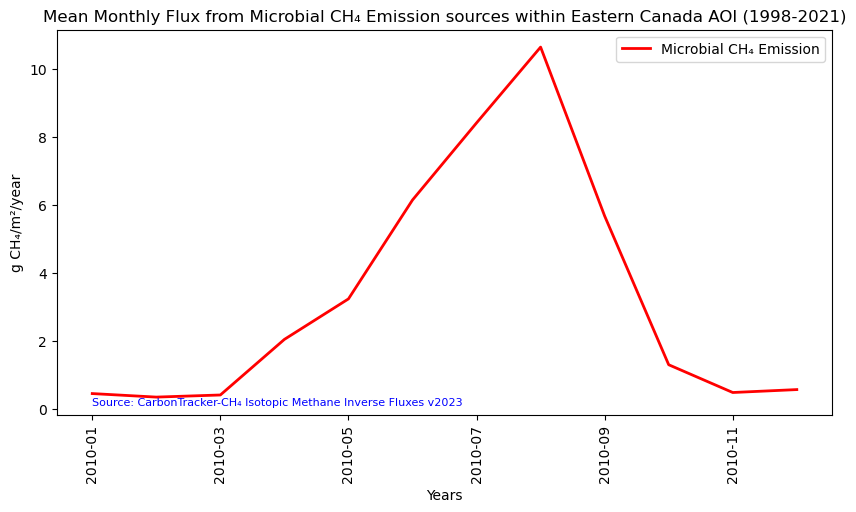 Mean Monthly Flux from Microbial CH₄ Emission sources within Eastern Canada AOI (1998-2021)
Microbial CH₄ Emission
g CH₄/m²/year
10
8
6
4
2
0
Source: CarbonTracker-CH₄ Isotopic Methane Inverse Fluxes v2023
2010-01
2010-03
2010-05
2010-07
2010-09
2010-11
Years